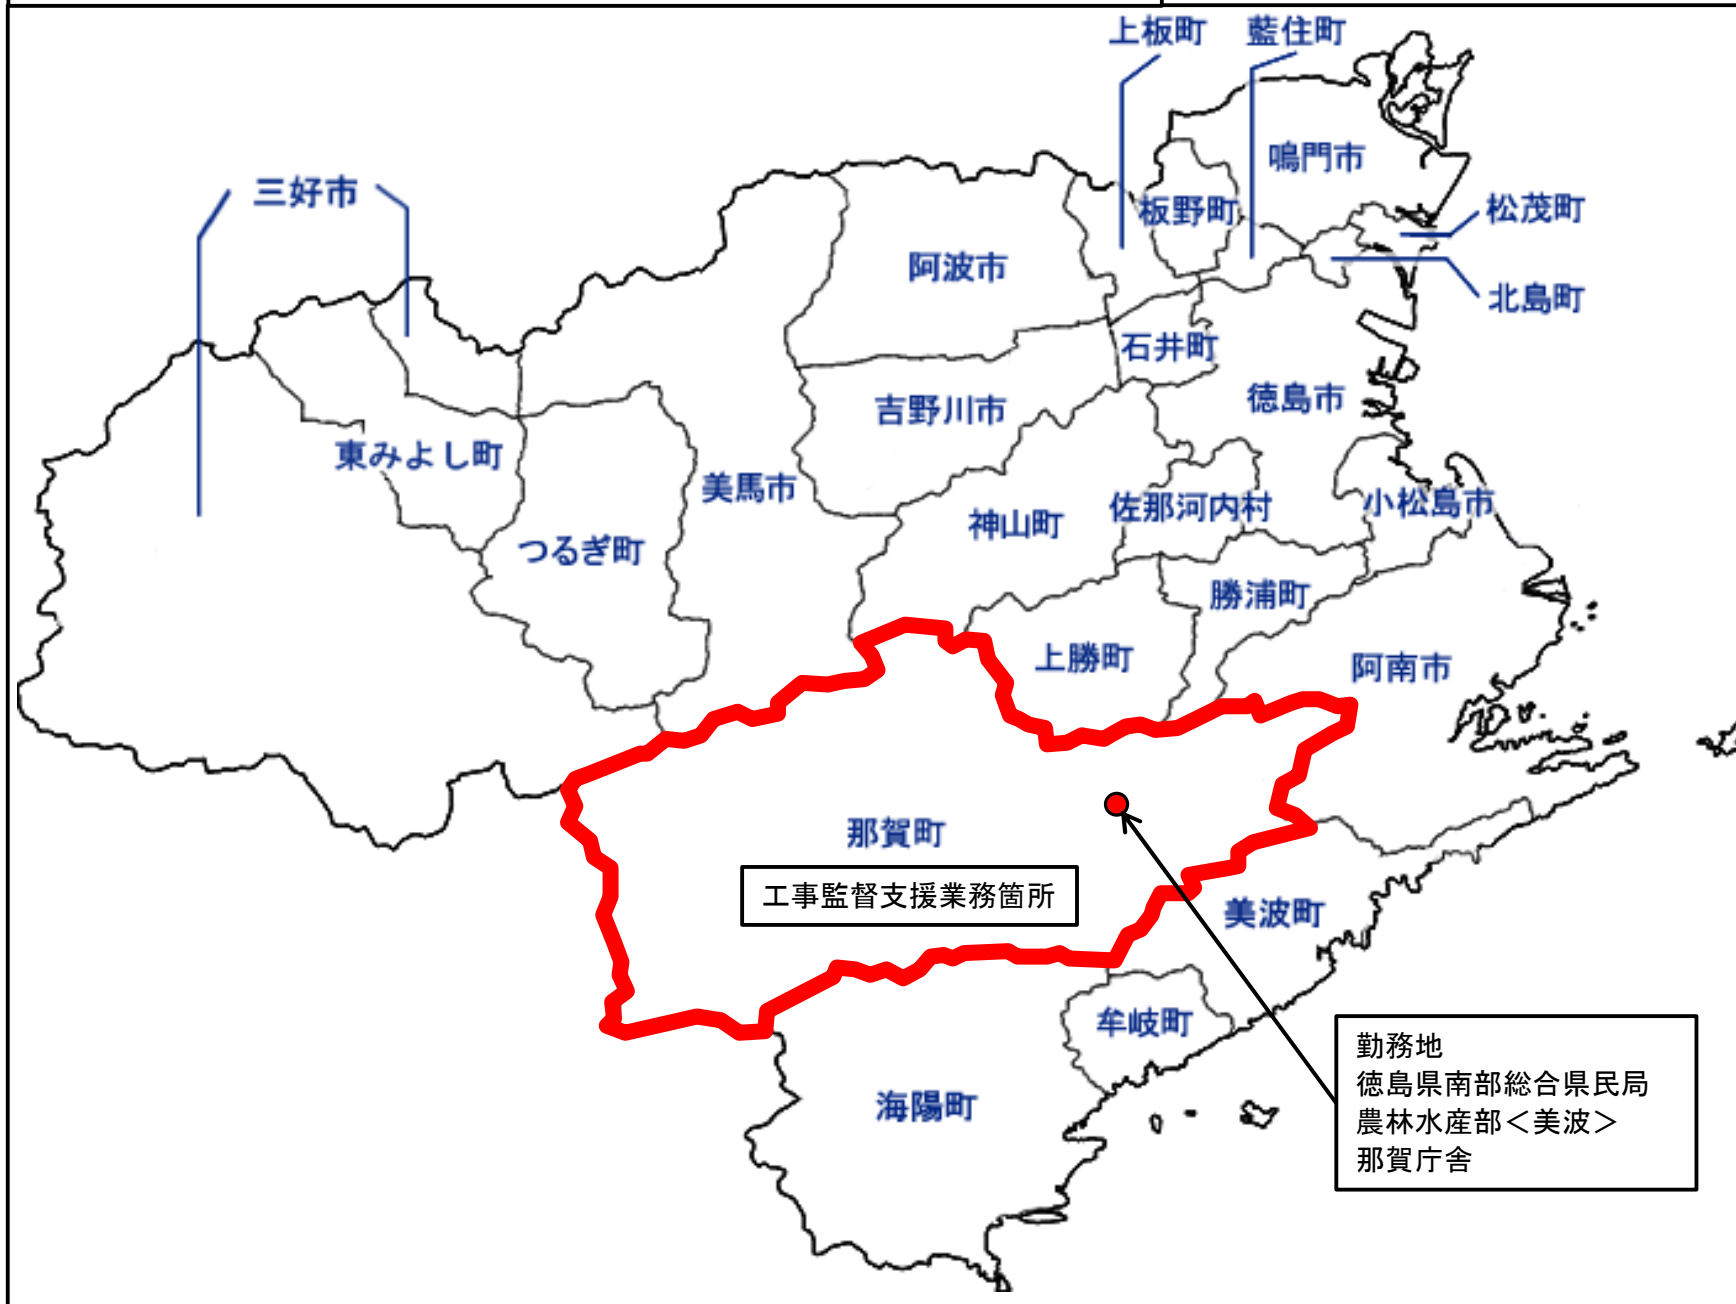 上板町
藍住町
鳴門市
三好市
板野町
松茂町
阿波市
北島町
石井町
徳島市
吉野川市
東みよし町
美馬市
佐那河内村
小松島市
神山町
つるぎ町
勝浦町
上勝町
阿南市
那賀町
工事監督支援業務箇所
美波町
牟岐町
海陽町
勤務地
徳島県南部総合県民局
農林水産部＜美波＞
那賀庁舎